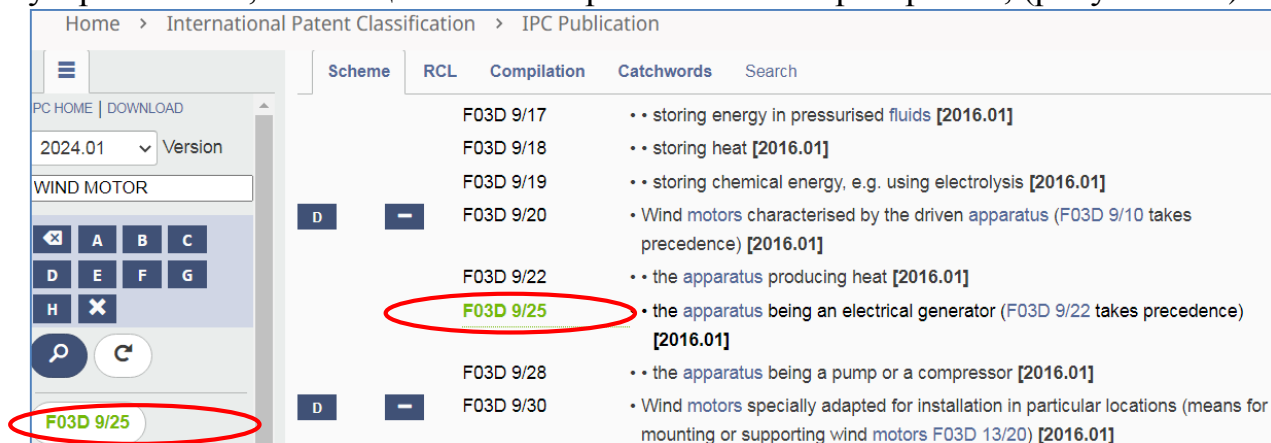 Home > International Patent Classification > IPC Publication
Scheme RCL Compilation Catchwords Search
PC HOME | DOWNLOAD
2024.01 Version
WIND MOTOR
A B C
D E F G
H
F03D 9/25
F03D 9/17 • • storing energy in pressurised fluids [2016.01]
F03D 9/18 • • storing heat [2016.01]
F03D 9/19 • • storing chemical energy, e.g. using electrolysis [2016.01]
D F03D 9/20 • Wind motors characterised by the driven apparatus (F03D 9/10 takes
precedence) [2016.01]
F03D 9/22 • • the apparatus producing heat [2016.01]
F03D 9/25 • the apparatus being an electrical generator (F03D 9/22 takes precedence)
[2016.01]
F03D 9/28 • • the apparatus being a pump or a compressor [2016.01]
D F03D 9/30 • Wind motors specially adapted for installation in particular locations (means for
mounting or supporting wind motors F03D 13/20) [2016.01]